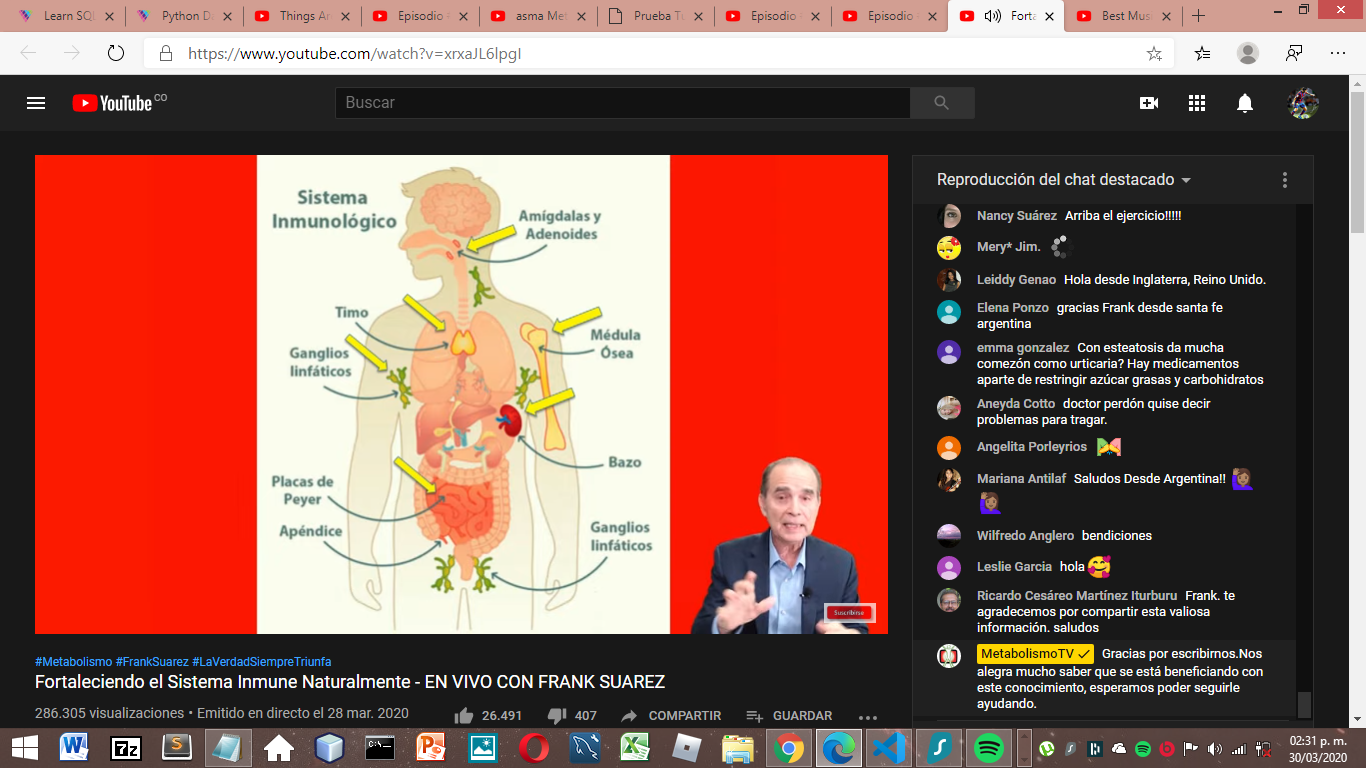 Learn SQ
Python Da
Things Ar
Episodio
asma Met
Prueba Tu
Episodio
Episodio
Forta
Best Mus
https://www.youtube.com/watch?v=xrxaJL6lpgI
YouTube CO
Buscar
Sistema
Inmunológico
Amígdalas y
Adenoides
Timo
Médula
Ósea
Ganglios
linfáticos
Bazo
Placas de
Peyer
Apéndice
Ganglios
linfáticos
Suscribirse
#Metabolismo #FrankSuarez #LaVerdadSiempreTriunfa
Fortaleciendo el Sistema Inmune Naturalmente - EN VIVO CON FRANK SUAREZ
286.305 visualizaciones • Emitido en directo el 28 mar. 2020
26.491
407
COMPARTIR
GUARDAR
Reproducción del chat destacado
Nancy Suárez Arriba el ejercicio!!!!!
Mery* Jim.
Leiddy Genao Hola desde Inglaterra, Reino Unido.
Elena Ponzo gracias Frank desde santa fe
argentina
emma gonzalez Con esteatosis da mucha
comezón como urticaria? Hay medicamentos
aparte de restringir azúcar grasas y carbohidratos
Aneyda Cotto doctor perdón quise decir
problemas para tragar.
Angelita Porleyrios
Mariana Antilaf Saludos Desde Argentina!!
Wilfredo Anglero bendiciones
Leslie Garcia hola
Ricardo Cesáreo Martínez Iturburu Frank. te
agradecemos por compartir esta valiosa
información. saludos
MetabolismoTV Gracias por escribirnos.Nos
alegra mucho saber que se está beneficiando con
este conocimiento, esperamos poder seguirle
ayudando.
02:31 p. m.
30/03/2020